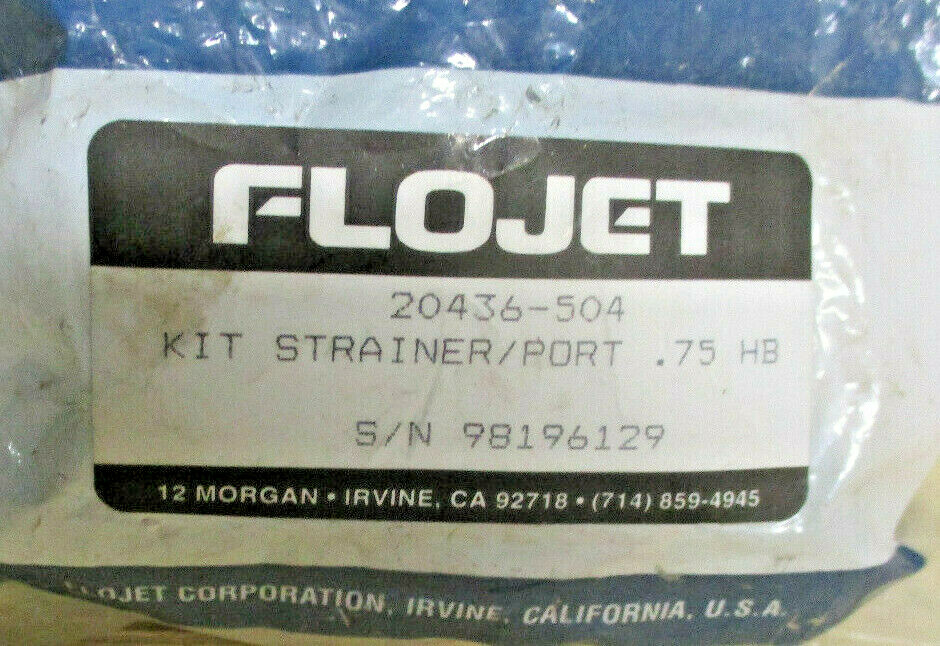 FLOJET
20436-504
KIT STRAINER/PORT .75 HB
S/N 98196129
12 MORGAN • IRVINE, CA 92718 • (714) 859-4945
FLOJET CORPORATION, IRVINE, CALIFORNIA, U.S.A.